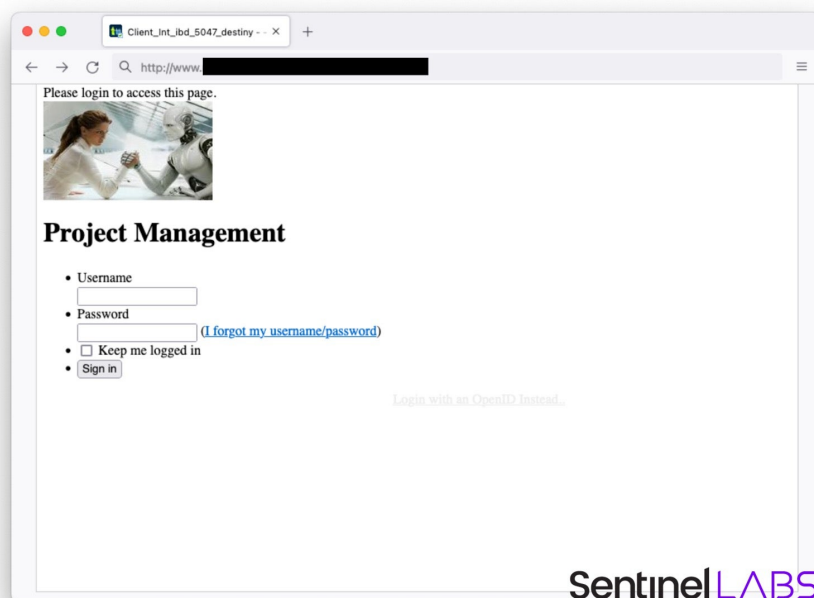 Client_Int_ibd_5047_destiny - -
http://www.
Please login to access this page.
Project Management
Username
Password
(I forgot my username/password)
Keep me logged in
Sign in
Login with an OpenID Instead..
SentinelLABS